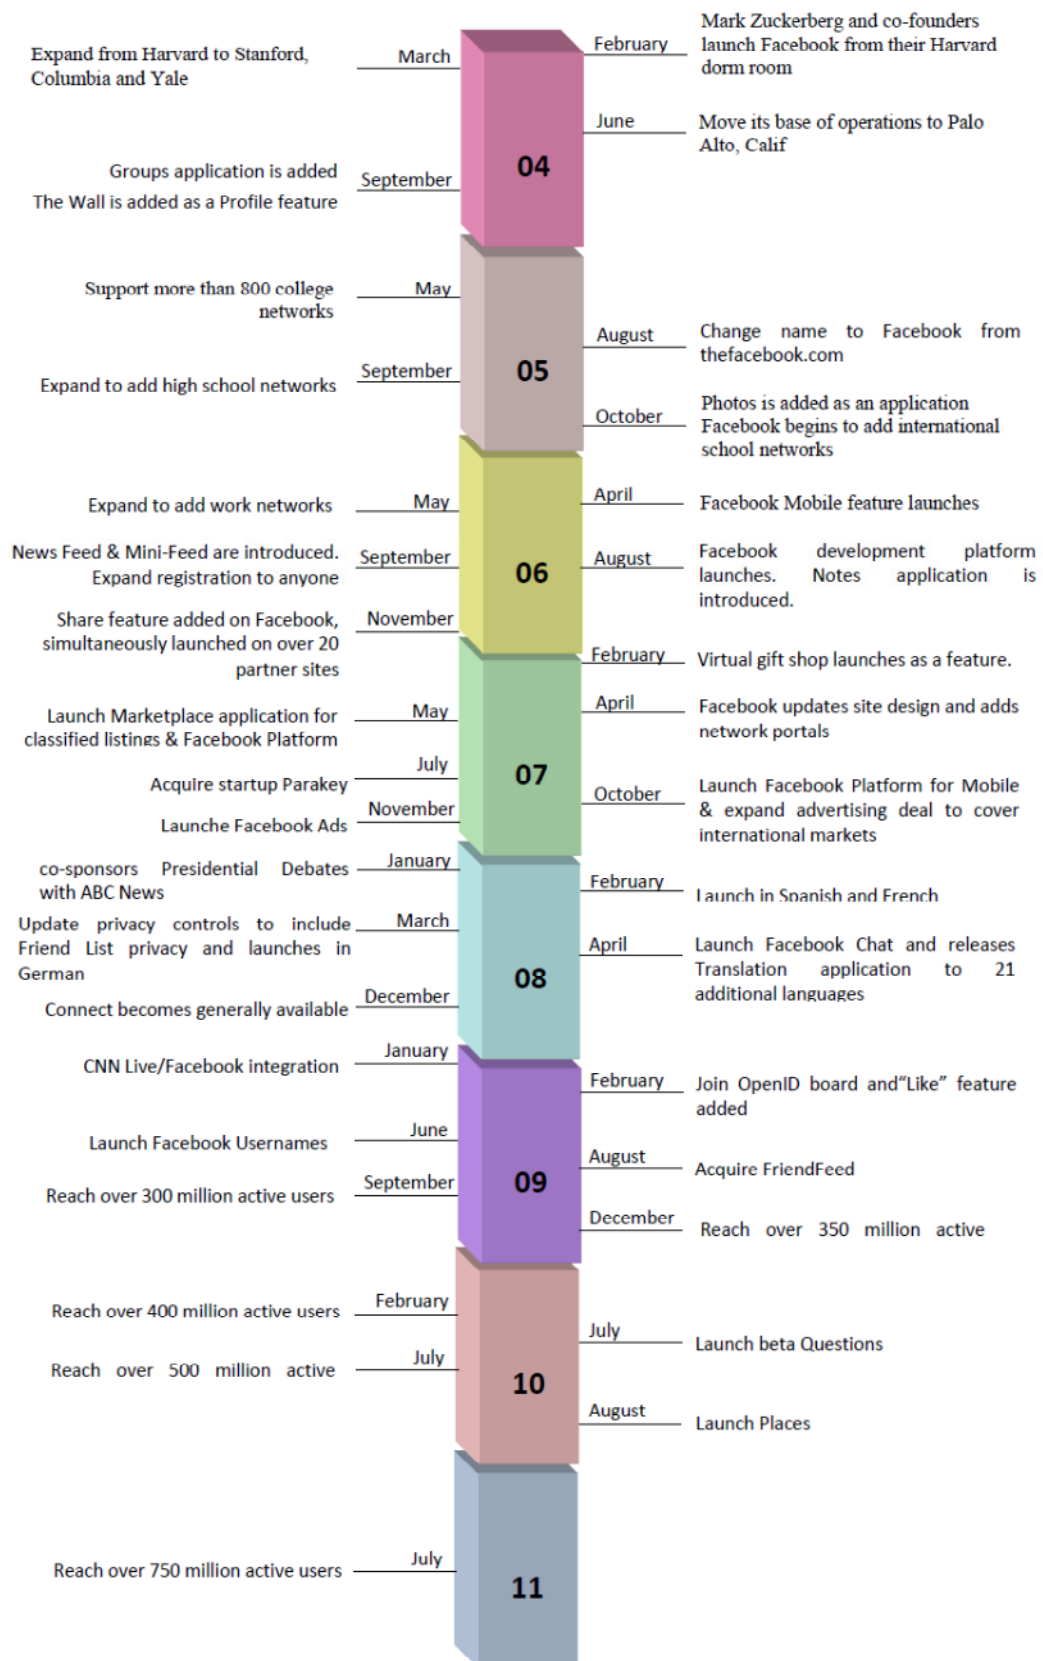 Mark Zuckerberg and co-founders
launch Facebook from their Harvard
dorm room
February
Expand from Harvard to Stanford,
Columbia and Yale
March
June
Move its base of operations to Palo
Alto, Calif
04
Groups application is added
The Wall is added as a Profile feature
September
Support more than 800 college
networks
May
August
Change name to Facebook from
thefacebook.com
05
Expand to add high school networks
September
October
Photos is added as an application
Facebook begins to add international
school networks
April
Facebook Mobile feature launches
Expand to add work networks
May
News Feed & Mini-Feed are introduced.
Expand registration to anyone
September
06
August
Facebook development platform
launches. Notes application is
introduced.
Share feature added on Facebook,
simultaneously launched on over 20
partner sites
November
February
Virtual gift shop launches as a feature.
April
Facebook updates site design and adds
network portals
Launch Marketplace application for
classified listings & Facebook Platform
May
07
Acquire startup Parakey
July
October
Launch Facebook Platform for Mobile
& expand advertising deal to cover
international markets
Launche Facebook Ads
November
co-sponsors Presidential Debates
with ABC News
January
February
Launch in Spanish and French
Update privacy controls to include
Friend List privacy and launches in
German
March
April
Launch Facebook Chat and releases
Translation application to 21
additional languages
08
Connect becomes generally available
December
CNN Live/Facebook integration
January
February
Join OpenID board and“Like” feature
added
Launch Facebook Usernames
June
August
Acquire FriendFeed
09
Reach over 300 million active users
September
December
Reach over 350 million active
Reach over 400 million active users
February
July
Launch beta Questions
Reach over 500 million active
July
10
August
Launch Places
Reach over 750 million active users
July
11